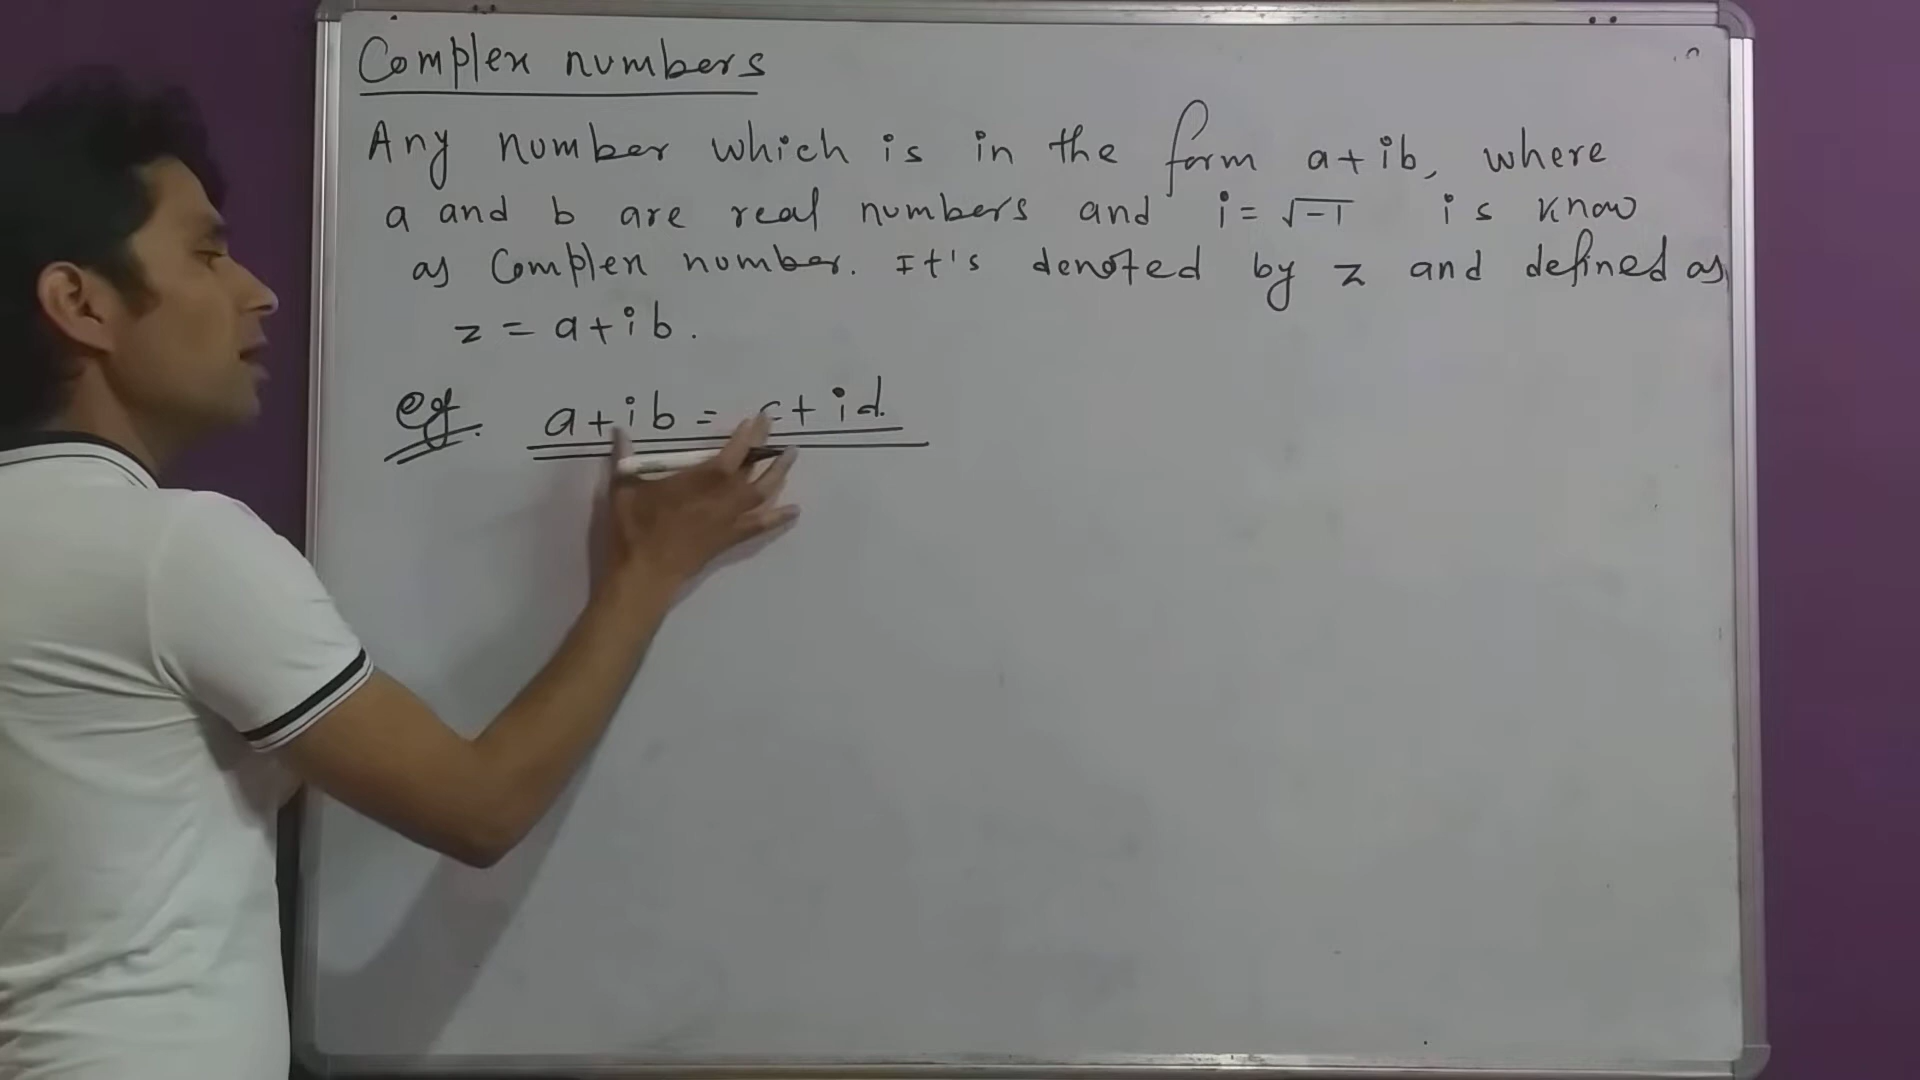 Complex numbers
Any number which is in the form a+ib, where
a and b are real numbers and i=√-1 is know
as Complex number. It's denoted by z and defined as
z = a+ib.
eg. a+ib = c+id